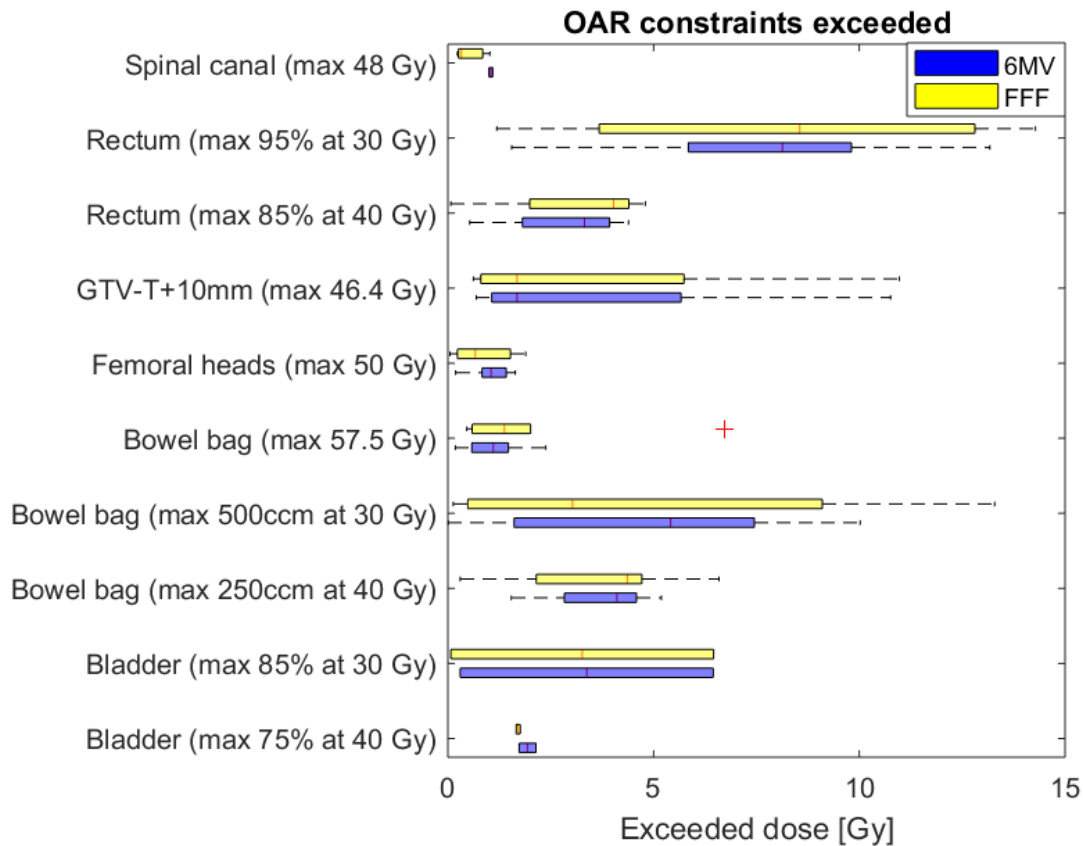 OAR constraints exceeded
6MV
FFF
Spinal canal (max 48 Gy)
Rectum (max 95% at 30 Gy)
Rectum (max 85% at 40 Gy)
GTV-T+10mm (max 46.4 Gy)
Femoral heads (max 50 Gy)
Bowel bag (max 57.5 Gy)
Bowel bag (max 500ccm at 30 Gy)
Bowel bag (max 250ccm at 40 Gy)
Bladder (max 85% at 30 Gy)
Bladder (max 75% at 40 Gy)
0 5 10 15
Exceeded dose [Gy]